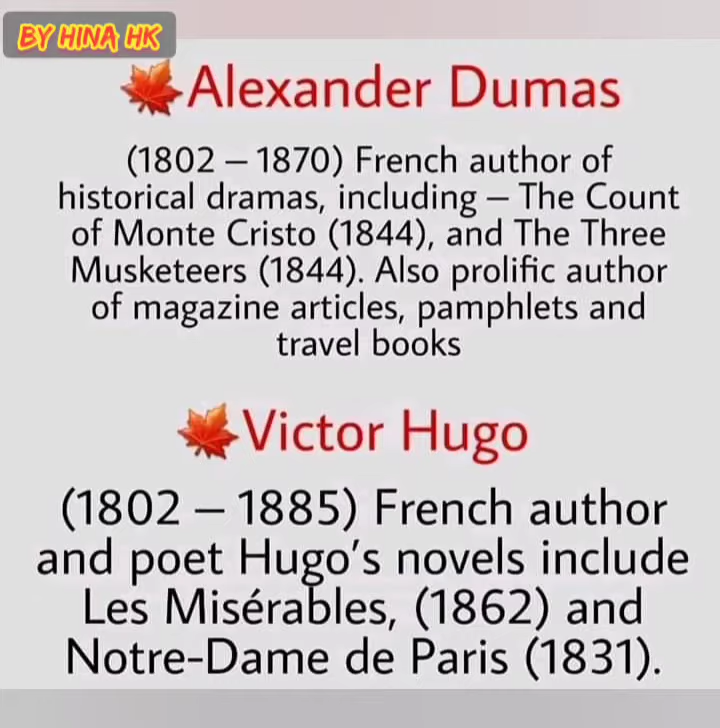 BY HINA HK
Alexander Dumas
(1802 – 1870) French author of
historical dramas, including – The Count
of Monte Cristo (1844), and The Three
Musketeers (1844). Also prolific author
of magazine articles, pamphlets and
travel books
Victor Hugo
(1802 – 1885) French author
and poet Hugo's novels include
Les Misérables, (1862) and
Notre-Dame de Paris (1831).